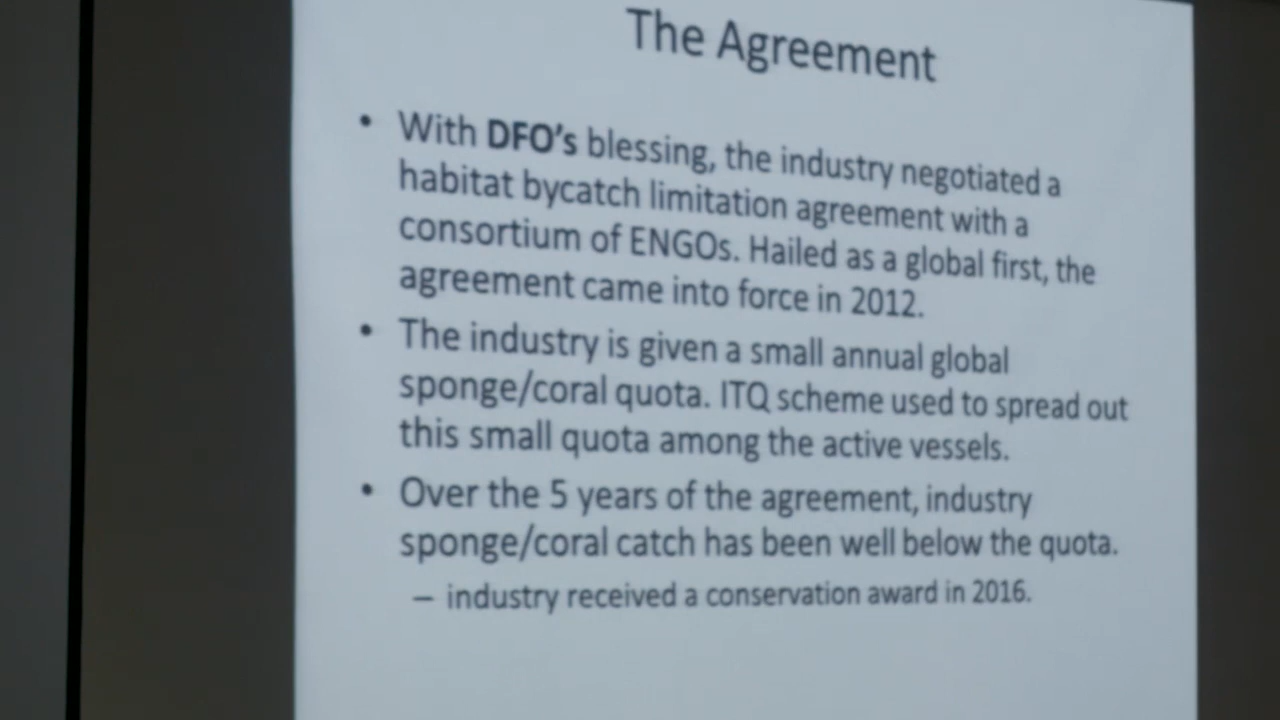 The Agreement
• With DFO's blessing, the industry negotiated a
habitat bycatch limitation agreement with a
consortium of ENGOs. Hailed as a global first, the
agreement came into force in 2012.
• The industry is given a small annual global
sponge/coral quota. ITQ scheme used to spread out
this small quota among the active vessels.
• Over the 5 years of the agreement, industry
sponge/coral catch has been well below the quota.
– industry received a conservation award in 2016.